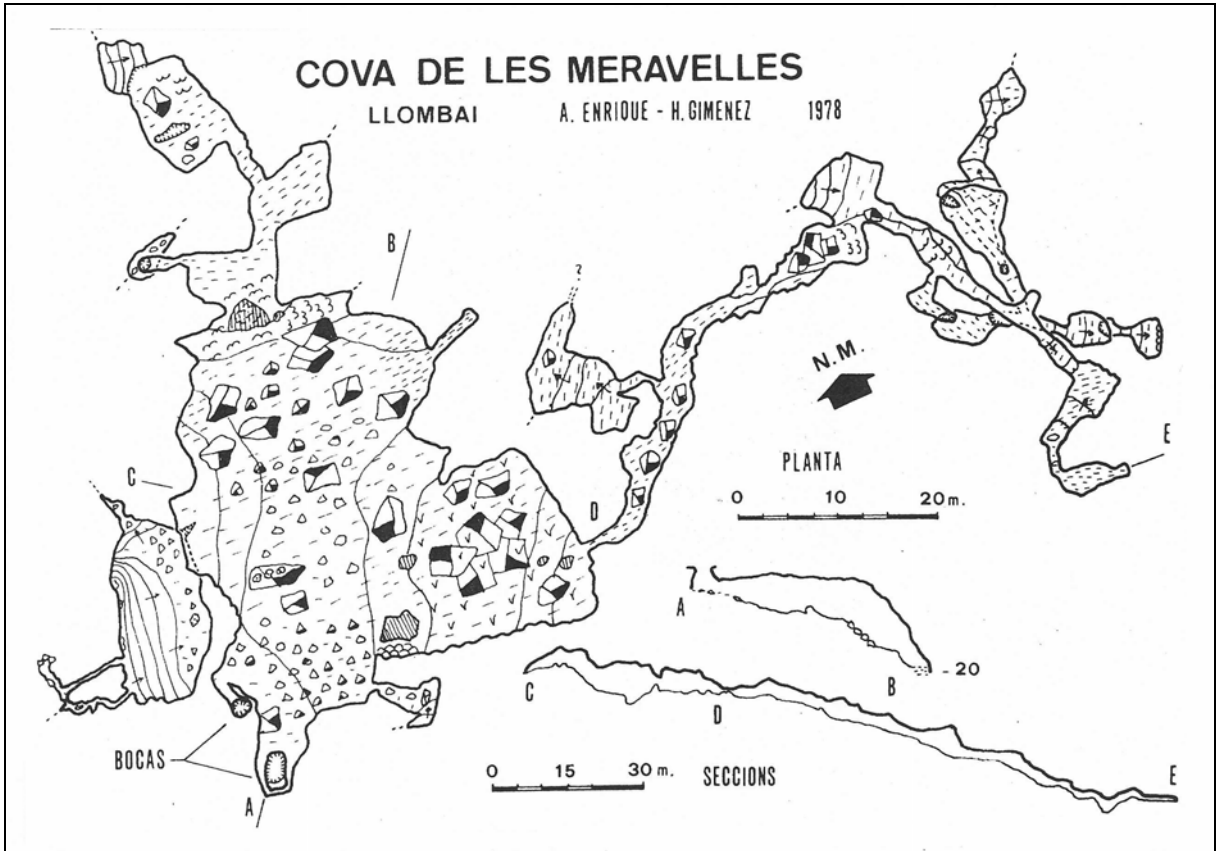 COVA DE LES MERAVELLES
LLOMBAI A. ENRIQUE - H. GIMENEZ 1978
B
?
N. M.
C
E
PLANTA
0 10 20 m.
D
A
B
- 20
C
D
BOCAS
0 15 30 m. SECCIONS
E
A